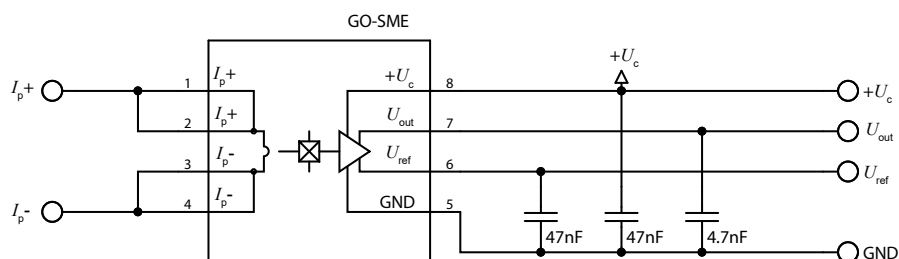 GO-SME
+Uc
Ip+ 1 Ip+ +Uc 8 +Uc
2 Ip+ Uout 7 Uout
3 Ip- Uref 6 Uref
Ip- 4 Ip- GND 5
47nF 47nF 4.7nF GND